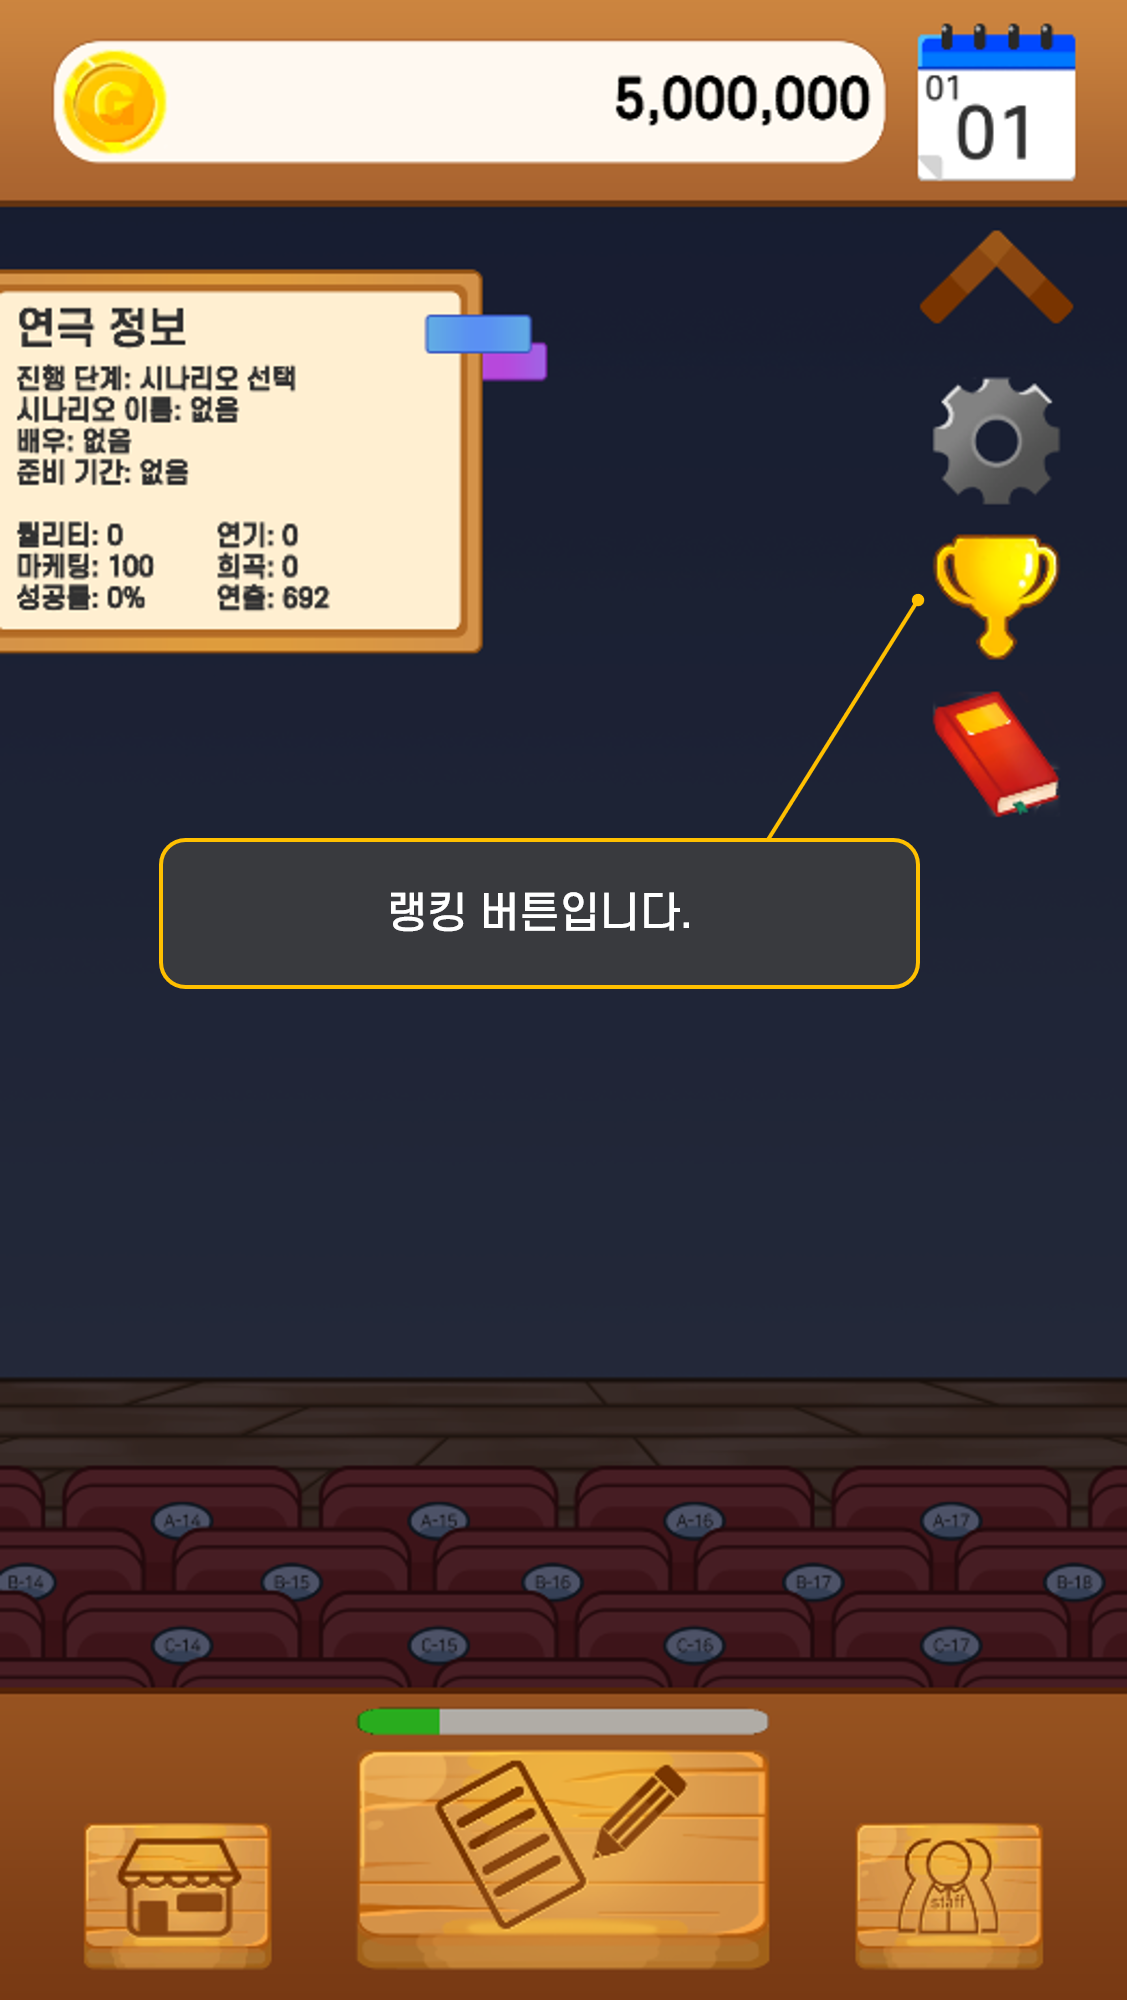 5,000,000
01
01
연극 정보
진행 단계: 시나리오 선택
시나리오 이름: 없음
배우: 없음
준비 기간: 없음
퀄리티: 0 연기: 0
마케팅: 100 희곡: 0
성공률: 0% 연출: 692
랭킹 버튼입니다.
A-14 A-15 A-16 A-17
B-14 B-15 B-16 B-17 B-18
C-14 C-15 C-16 C-17
staff